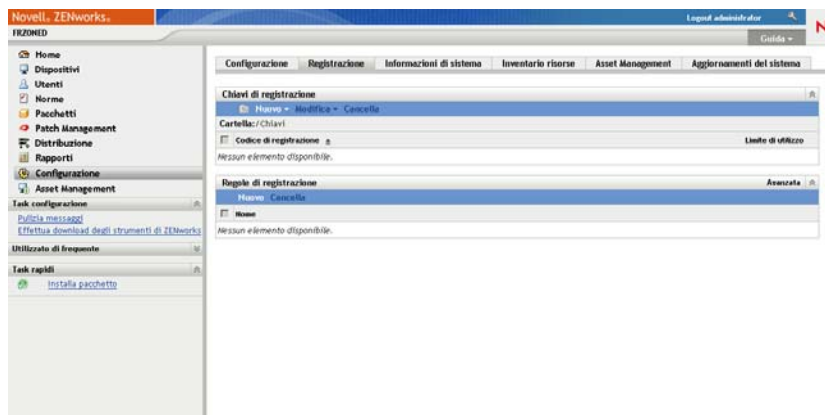 Novell® ZENworks®
Logout administrator
FRZONED
Guida
Home
Dispositivi
Utenti
Norme
Pacchetti
Patch Management
Distribuzione
Rapporti
Configurazione
Asset Management
Task configurazione
Pulizia messaggi
Effettua download degli strumenti di ZENworks
Utilizzato di frequente
Task rapidi
Installa pacchetto
Configurazione Registrazione Informazioni di sistema Inventario risorse Asset Management Aggiornamenti del sistema
Chiavi di registrazione
Nuovo Modifica Cancella
Cartella:/Chiavi
Codice di registrazione Limite di utilizzo
Nessun elemento disponibile.
Regole di registrazione Avanzata
Nuovo Cancella
Nome
Nessun elemento disponibile.
N